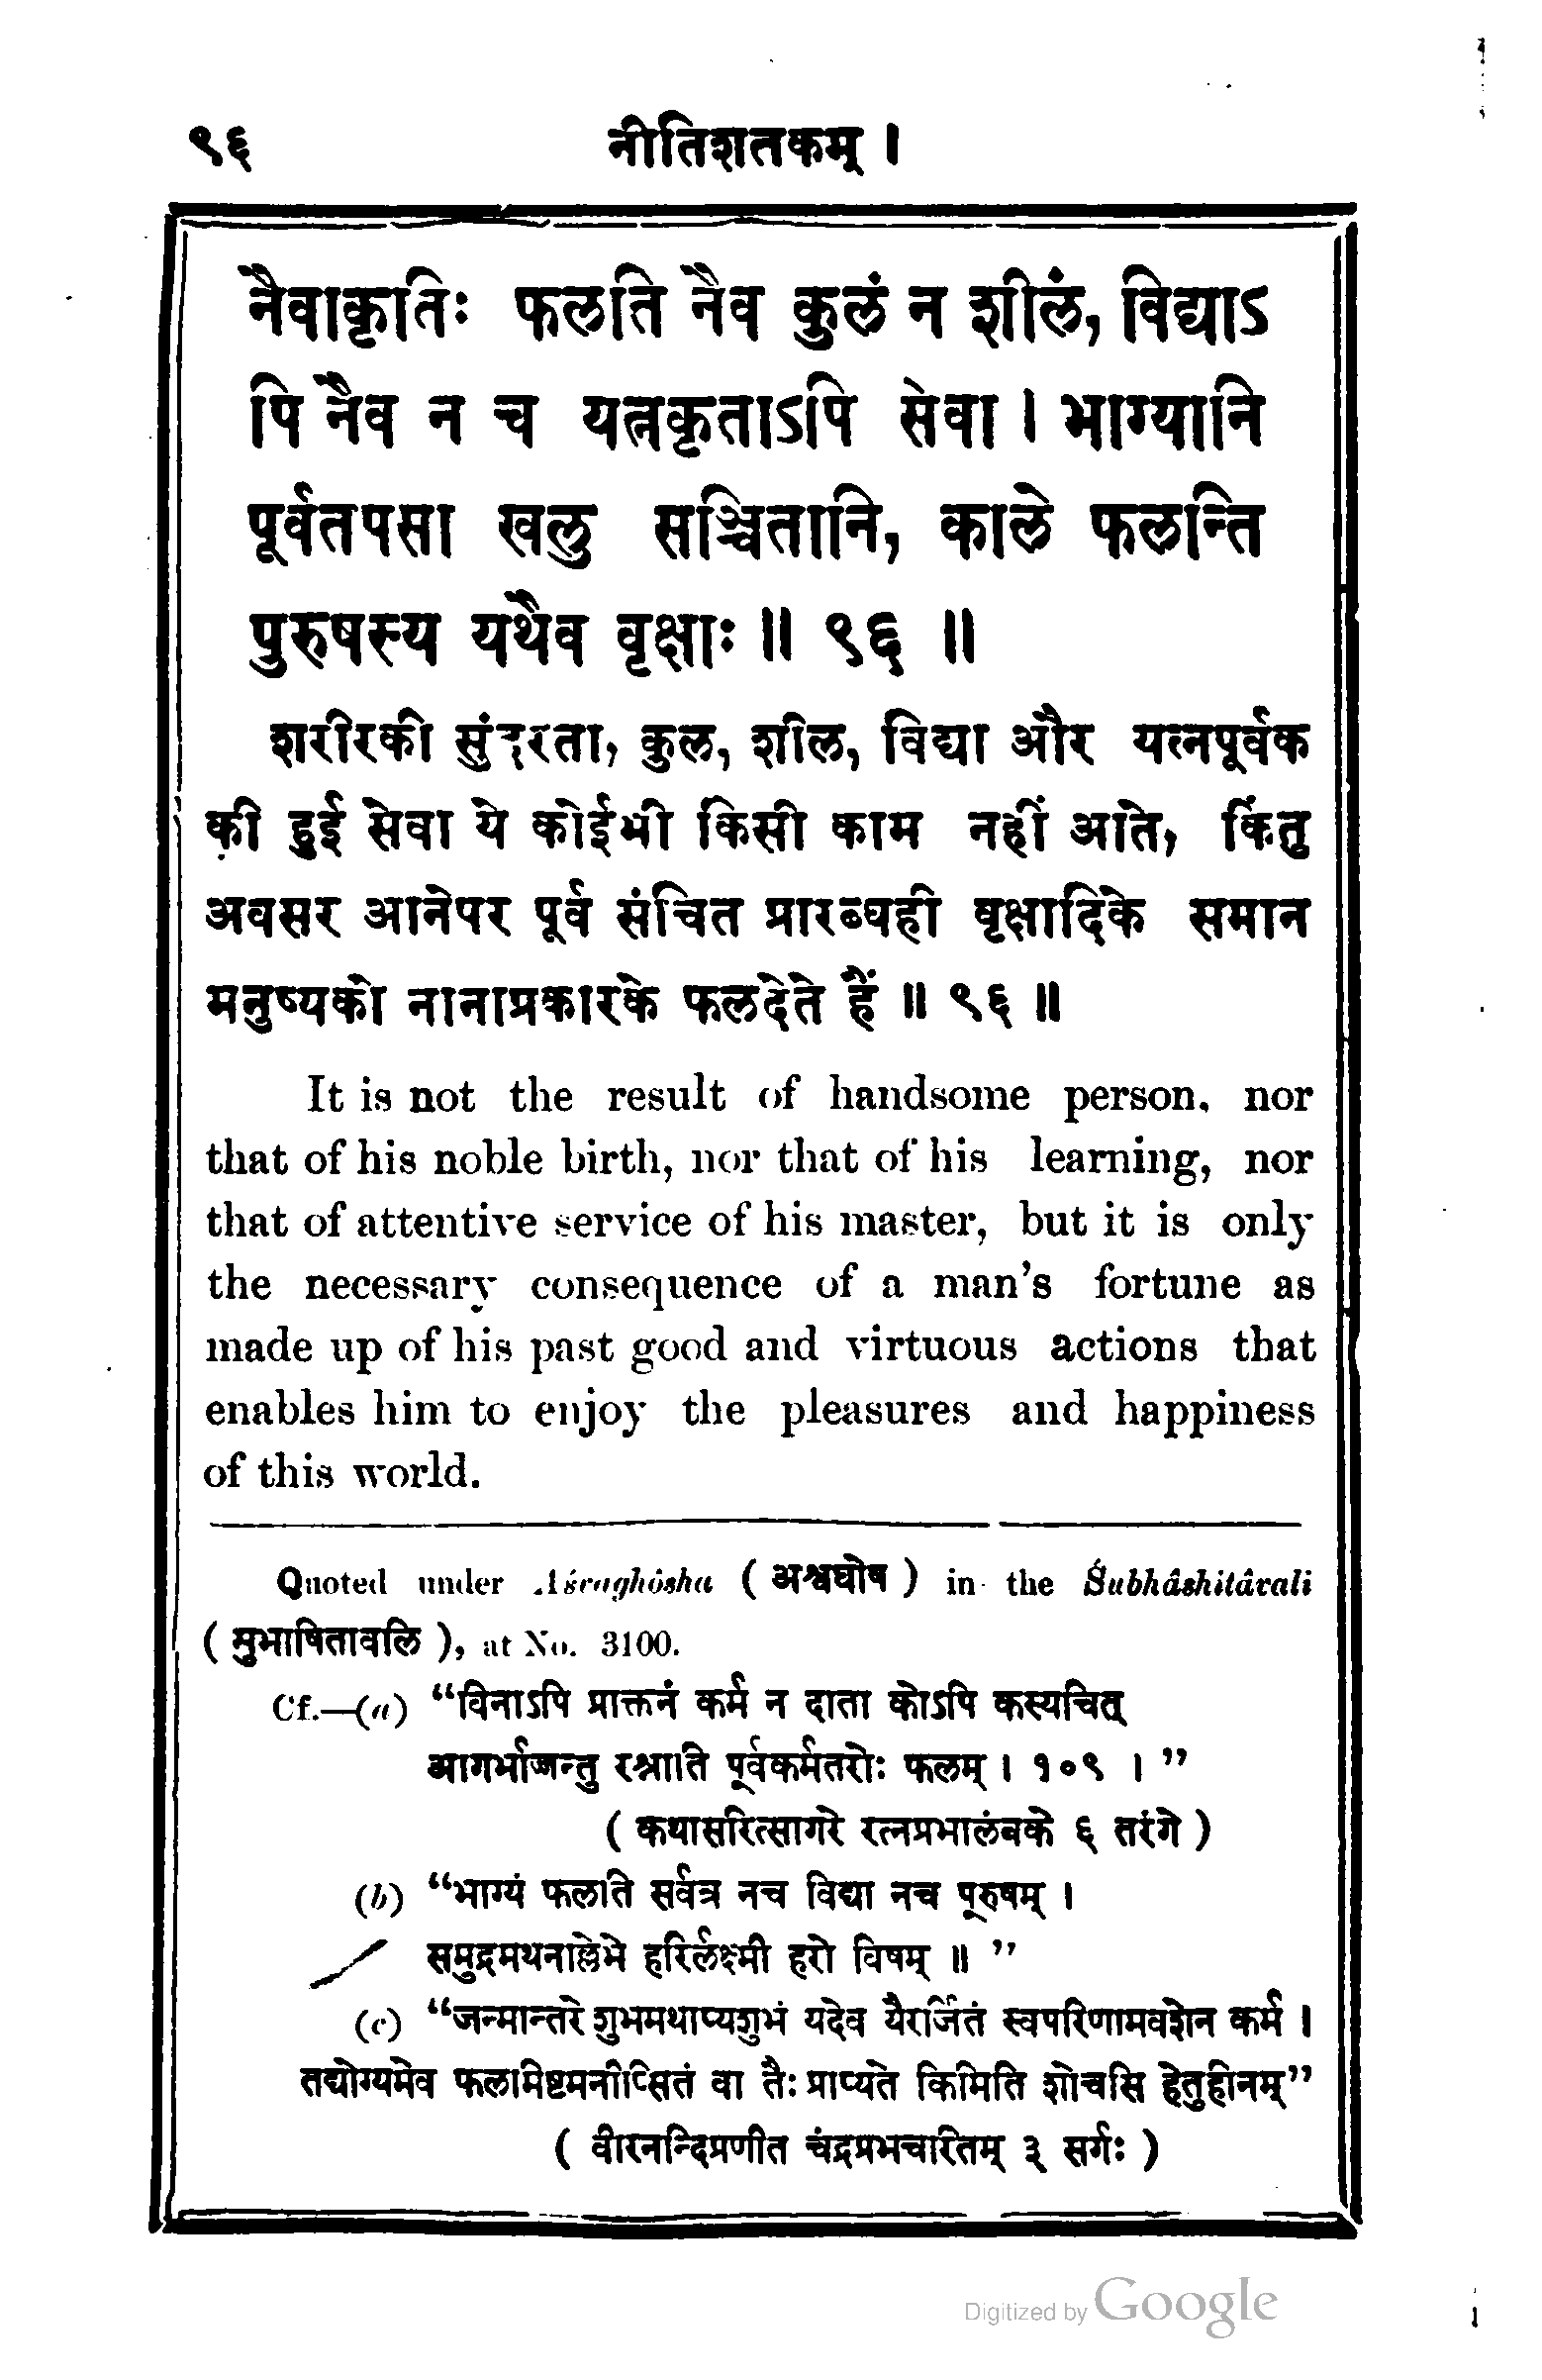 ९६ नीतिशतकम् ।
नैवाकृतिः फलति नैव कुलं न शीलं, विद्याऽ
पि नैव न च यत्नकृताऽपि सेवा । भाग्यानि
पूर्वतपसा खलु सञ्चितानि, काले फलन्ति
पुरुषस्य यथैव वृक्षाः ॥ ९६ ॥
शरीरकी सुंदरता, कुल, शील, विद्या और यत्नपूर्वक
की हुई सेवा ये कोईभी किसी काम नहीं आते, किंतु
अवसर आनेपर पूर्व संचित प्रारब्धही वृक्षादिके समान
मनुष्यको नानाप्रकारके फलदेते हैं ॥ ९६ ॥
It is not the result of handsome person, nor
that of his noble birth, nor that of his learning, nor
that of attentive service of his master, but it is only
the necessary consequence of a man's fortune as
made up of his past good and virtuous actions that
enables him to enjoy the pleasures and happiness
of this world.
Quoted under Aśvaghôsha ( अश्वघोष ) in the Śubhâshitâvali
( सुभाषितावलि ), at No. 3100.
Cf.—(a) “विनाऽपि प्राक्तनं कर्म न दाता कोऽपि कस्यचित्
आगर्भाज्जन्तु रश्नाति पूर्वकर्मतरोः फलम् । १०९ । ”
( कथासरित्सागरे रत्नप्रभालंबके ६ तरंगे )
(b) “भाग्यं फलति सर्वत्र नच विद्या नच पूरुषम् ।
समुद्रमथनाल्लेभे हरिर्लक्ष्मी हरो विषम् ॥ ”
(c) “जन्मान्तरे शुभमथाप्यशुभं यदेव यैरर्जितं स्वपरिणामवशेन कर्म ।
तद्योग्यमेव फलमिष्टमनीप्सितं वा तैः प्राप्यते किमिति शोचसि हेतुहीनम्”
( वीरनन्दिप्रणीत चंद्रप्रभचरितम् ३ सर्गः )
Digitized by Google